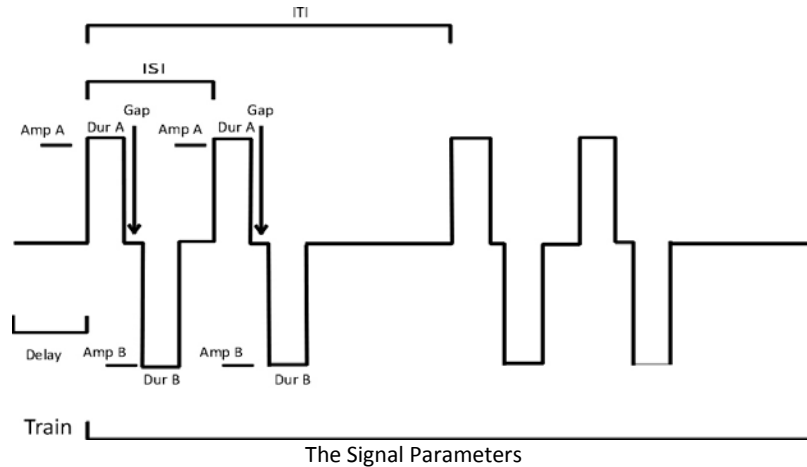 ITI
ISI
Gap
Gap
Amp A
Dur A
Amp A
Dur A
Delay
Amp B
Amp B
Dur B
Dur B
Train
The Signal Parameters